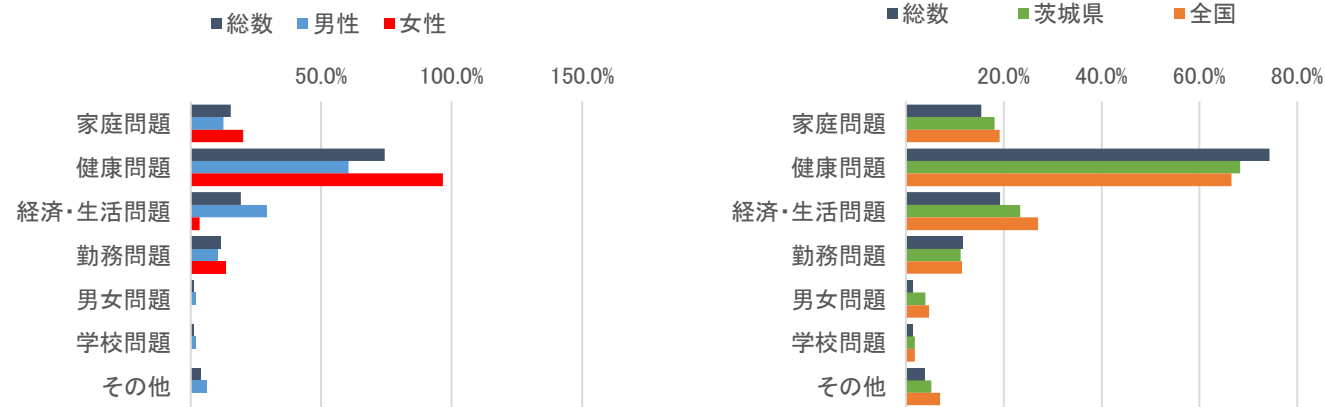 総数 男性 女性
50.0% 100.0% 150.0%
家庭問題
健康問題
経済・生活問題
勤務問題
男女問題
学校問題
その他
総数 茨城県 全国
20.0% 40.0% 60.0% 80.0%
家庭問題
健康問題
経済・生活問題
勤務問題
男女問題
学校問題
その他